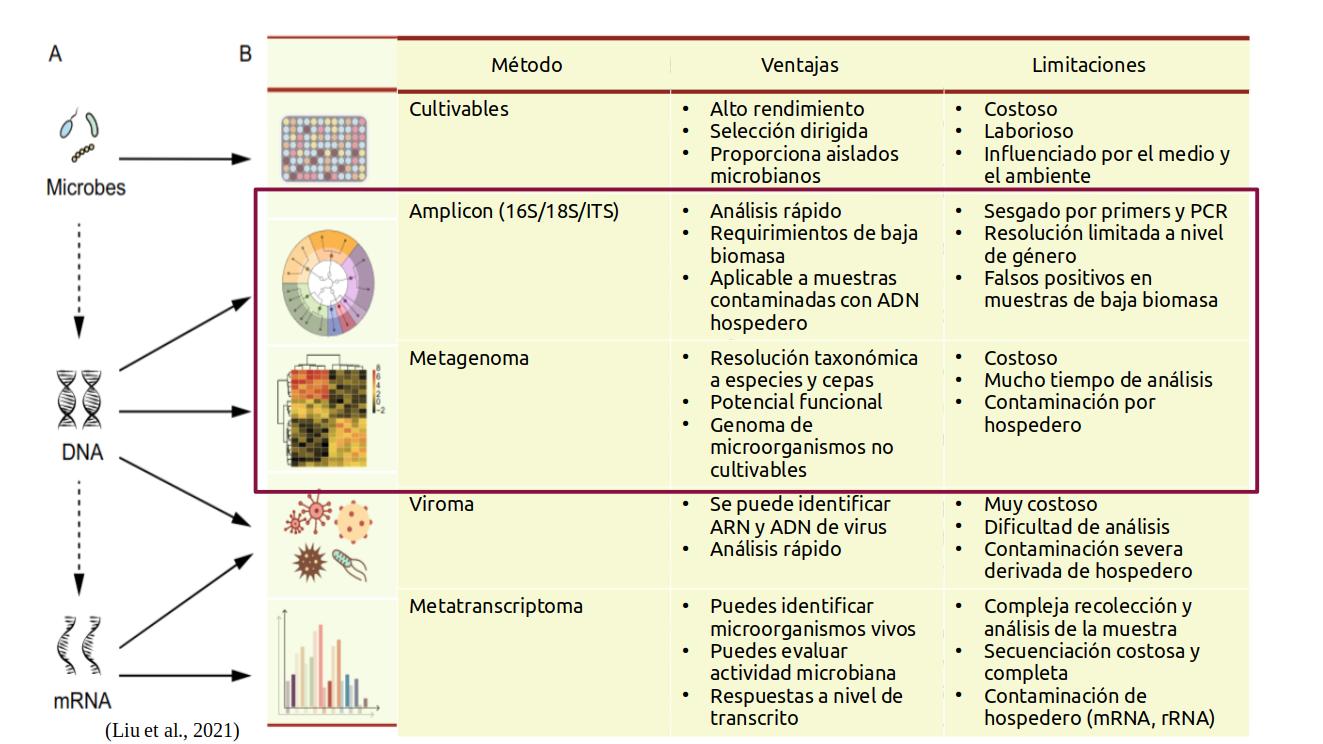 A
B
Método
Ventajas
Limitaciones
Microbes
Cultivables
• Alto rendimiento
• Selección dirigida
• Proporciona aislados
microbianos
• Costoso
• Laborioso
• Influenciado por el medio y
el ambiente
Amplicon (16S/18S/ITS)
• Análisis rápido
• Requirimientos de baja
biomasa
• Aplicable a muestras
contaminadas con ADN
hospedero
• Sesgado por primers y PCR
• Resolución limitada a nivel
de género
• Falsos positivos en
muestras de baja biomasa
DNA
8
6
4
2
0
-2
Metagenoma
• Resolución taxonómica
a especies y cepas
• Potencial funcional
• Genoma de
microorganismos no
cultivables
• Costoso
• Mucho tiempo de análisis
• Contaminación por
hospedero
Viroma
• Se puede identificar
ARN y ADN de virus
• Análisis rápido
• Muy costoso
• Dificultad de análisis
• Contaminación severa
derivada de hospedero
mRNA
Metatranscriptoma
• Puedes identificar
microorganismos vivos
• Puedes evaluar
actividad microbiana
• Respuestas a nivel de
transcrito
• Compleja recolección y
análisis de la muestra
• Secuenciación costosa y
completa
• Contaminación de
hospedero (mRNA, rRNA)
(Liu et al., 2021)